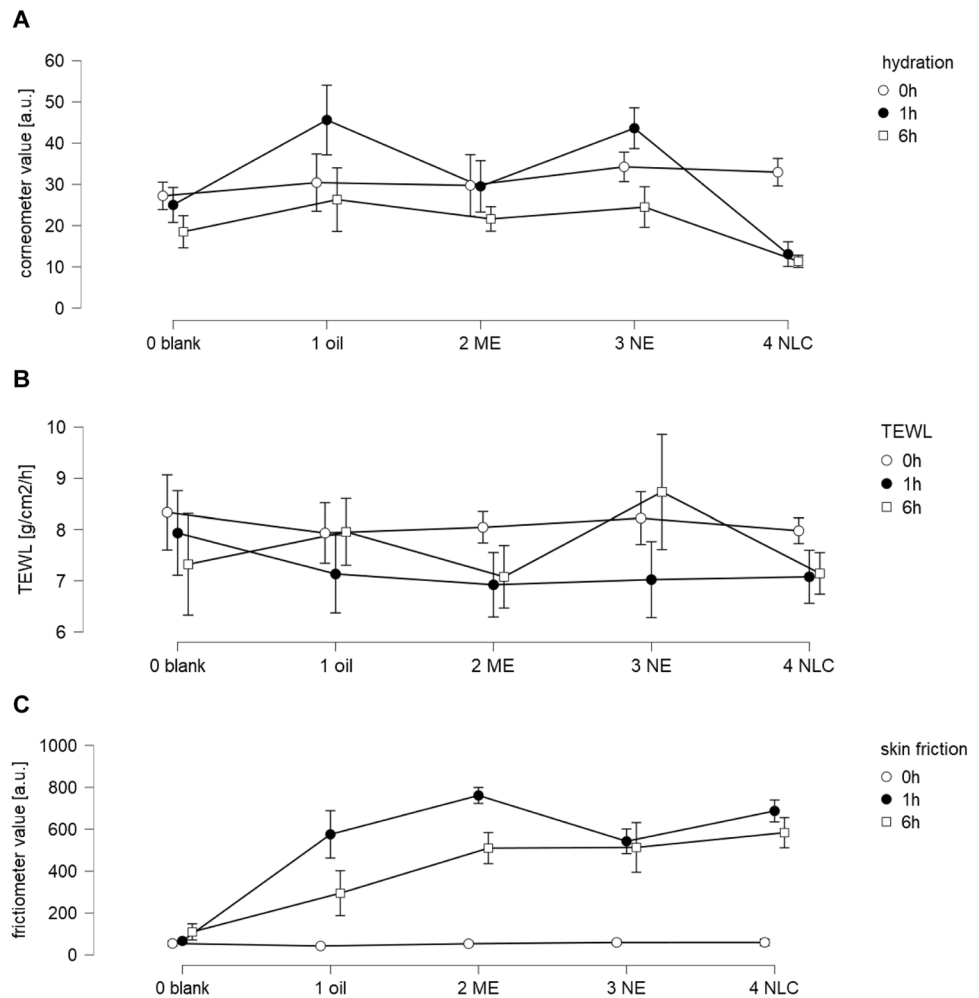 A
60
50
40
30
20
10
0
corneometer value [a.u.]
0 blank
1 oil
2 ME
3 NE
4 NLC
hydration
0h
1h
6h
B
10
9
8
7
6
TEWL [g/cm2/h]
0 blank
1 oil
2 ME
3 NE
4 NLC
TEWL
0h
1h
6h
C
1000
800
600
400
200
0
frictiometer value [a.u.]
0 blank
1 oil
2 ME
3 NE
4 NLC
skin friction
0h
1h
6h